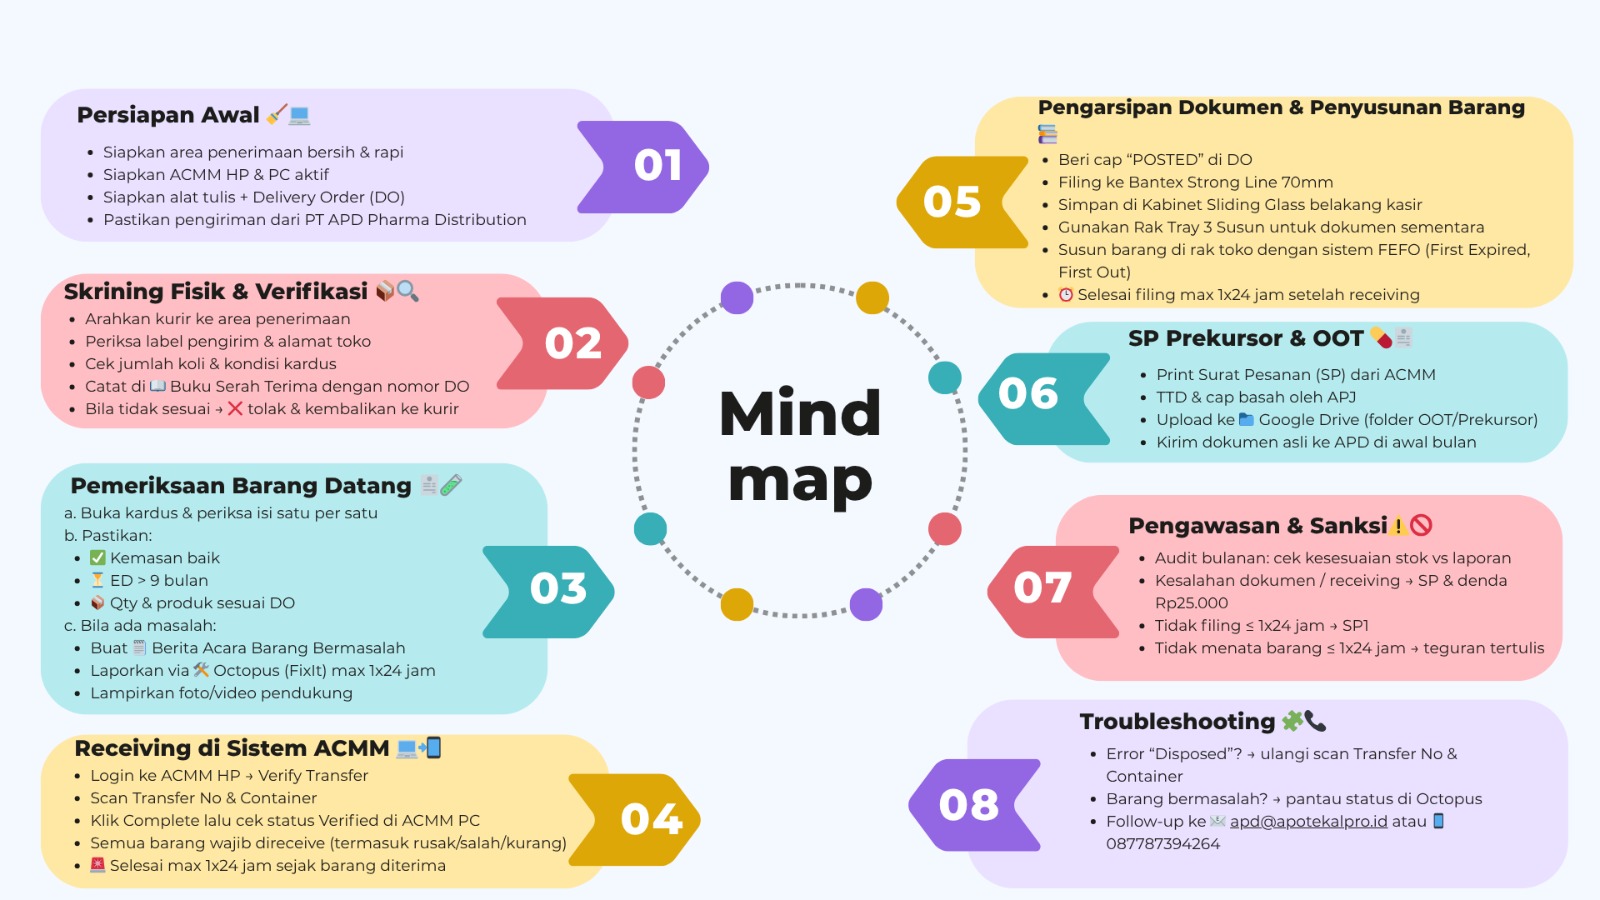 Persiapan Awal 🧹💻
• Siapkan area penerimaan bersih & rapi
• Siapkan ACMM HP & PC aktif
• Siapkan alat tulis + Delivery Order (DO)
• Pastikan pengiriman dari PT APD Pharma Distribution
01
Skrining Fisik & Verifikasi 📦🔍
• Arahkan kurir ke area penerimaan
• Periksa label pengirim & alamat toko
• Cek jumlah koli & kondisi kardus
• Catat di 📖 Buku Serah Terima dengan nomor DO
• Bila tidak sesuai → ❌ tolak & kembalikan ke kurir
02
Pemeriksaan Barang Datang 🧾🧪
a. Buka kardus & periksa isi satu per satu
b. Pastikan:
• ✅ Kemasan baik
• ⏳ ED > 9 bulan
• 📦 Qty & produk sesuai DO
c. Bila ada masalah:
• Buat 🗒️ Berita Acara Barang Bermasalah
• Laporkan via 🛠️ Octopus (FixIt) max 1x24 jam
• Lampirkan foto/video pendukung
03
Receiving di Sistem ACMM 💻📲
• Login ke ACMM HP → Verify Transfer
• Scan Transfer No & Container
• Klik Complete lalu cek status Verified di ACMM PC
• Semua barang wajib direceive (termasuk rusak/salah/kurang)
• 🚨 Selesai max 1x24 jam sejak barang diterima
04
Mind
map
Pengarsipan Dokumen & Penyusunan Barang
📚
• Beri cap “POSTED” di DO
• Filing ke Bantex Strong Line 70mm
• Simpan di Kabinet Sliding Glass belakang kasir
• Gunakan Rak Tray 3 Susun untuk dokumen sementara
• Susun barang di rak toko dengan sistem FEFO (First Expired,
First Out)
• ⏰ Selesai filing max 1x24 jam setelah receiving
05
SP Prekursor & OOT 💊🧾
• Print Surat Pesanan (SP) dari ACMM
• TTD & cap basah oleh APJ
• Upload ke 📁 Google Drive (folder OOT/Prekursor)
• Kirim dokumen asli ke APD di awal bulan
06
Pengawasan & Sanksi⚠️🚫
• Audit bulanan: cek kesesuaian stok vs laporan
• Kesalahan dokumen / receiving → SP & denda
Rp25.000
• Tidak filing ≤ 1x24 jam → SP1
• Tidak menata barang ≤ 1x24 jam → teguran tertulis
07
Troubleshooting 🧩📞
• Error “Disposed”? → ulangi scan Transfer No &
Container
• Barang bermasalah? → pantau status di Octopus
• Follow-up ke 📧 apd@apotekalpro.id atau 📱
087787394264
08